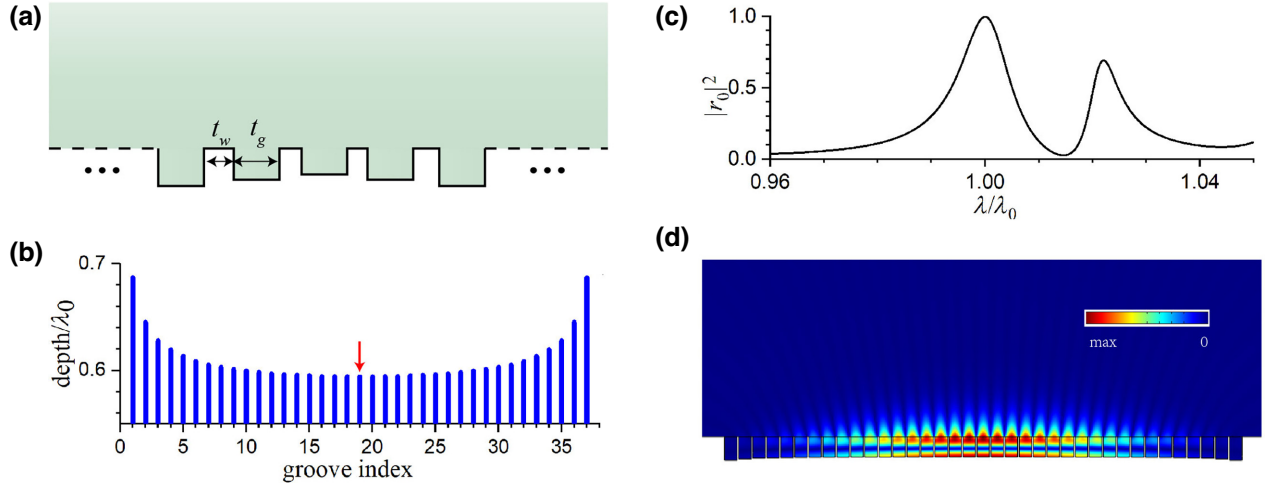 (a)
t_w t_g
••• •••
(b)
depth/λ₀
0.7
0.6
0 5 10 15 20 25 30 35
groove index
(c)
|r₀|²
1.0
0.5
0.0
0.96 1.00 1.04
λ/λ₀
(d)
max 0